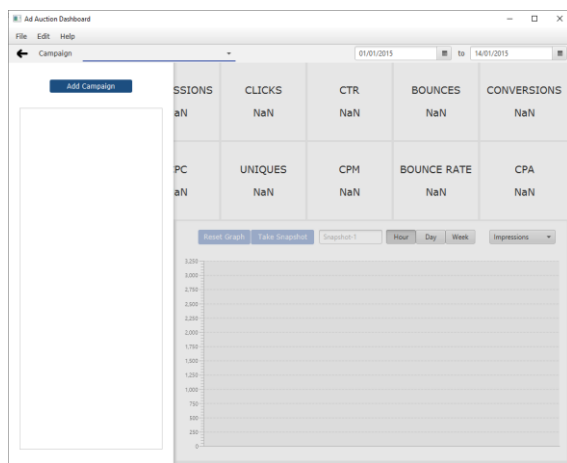 Ad Auction Dashboard
File Edit Help
Campaign 01/01/2015 to 14/01/2015
Add Campaign
SSIONS CLICKS CTR BOUNCES CONVERSIONS
aN NaN NaN NaN NaN
PC UNIQUES CPM BOUNCE RATE CPA
aN NaN NaN NaN NaN
Reset Graph Take Snapshot Snapshot-1 Hour Day Week Impressions
3,250
3,000
2,750
2,500
2,250
2,000
1,750
1,500
1,250
1,000
750
500
250
0